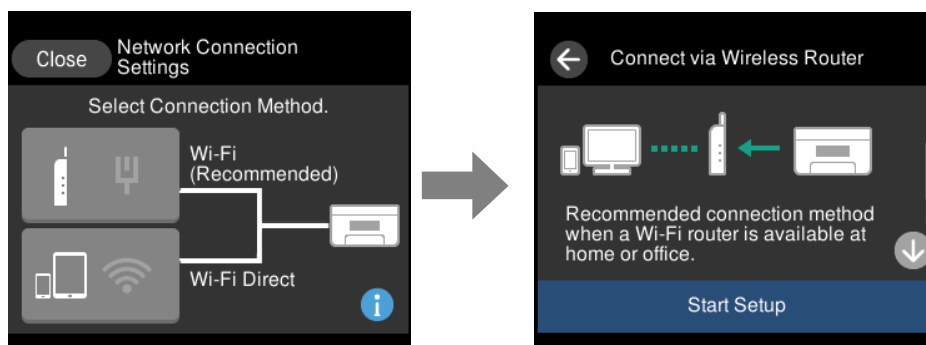 Close
Network Connection
Settings
Select Connection Method.
Wi-Fi
(Recommended)
Wi-Fi Direct
i
Connect via Wireless Router
Recommended connection method
when a Wi-Fi router is available at
home or office.
Start Setup